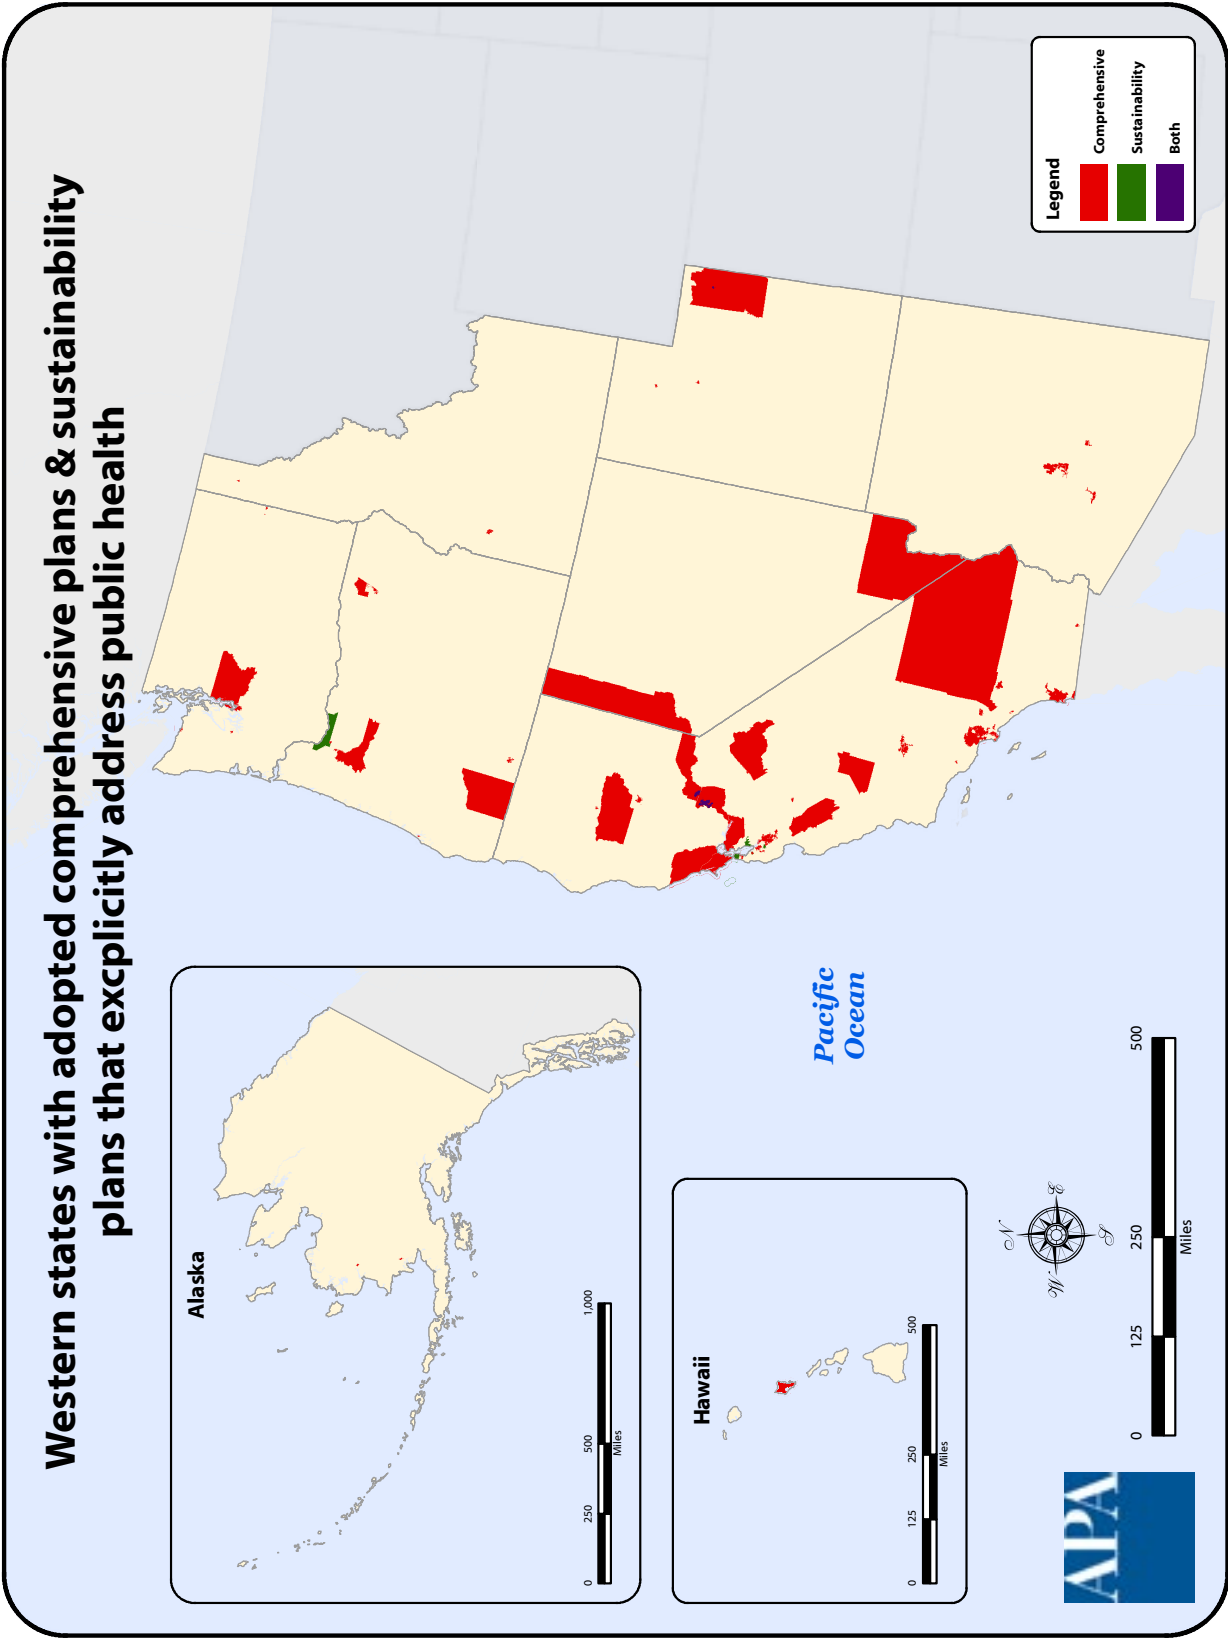 Western states with adopted comprehensive plans & sustainability
plans that excplicitly address public health
Alaska
0 250 500 1,000
Miles
Hawaii
0 125 250 500
Miles
Pacific
Ocean
N
W E
S
0 125 250 500
Miles
APA
Legend
Comprehensive
Sustainability
Both